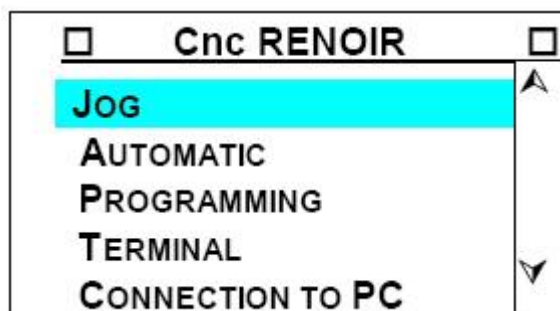 Cnc RENOIR
JOG
AUTOMATIC
PROGRAMMING
TERMINAL
CONNECTION TO PC